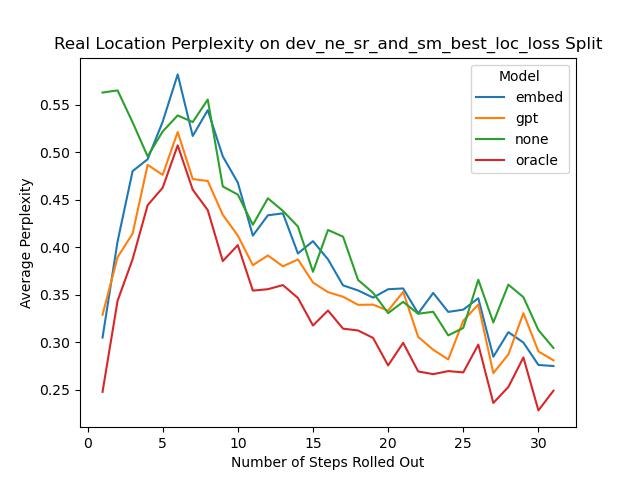 Real Location Perplexity on dev_ne_sr_and_sm_best_loc_loss Split
Model
embed
gpt
none
oracle
Average Perplexity
0.55
0.50
0.45
0.40
0.35
0.30
0.25
0 5 10 15 20 25 30
Number of Steps Rolled Out